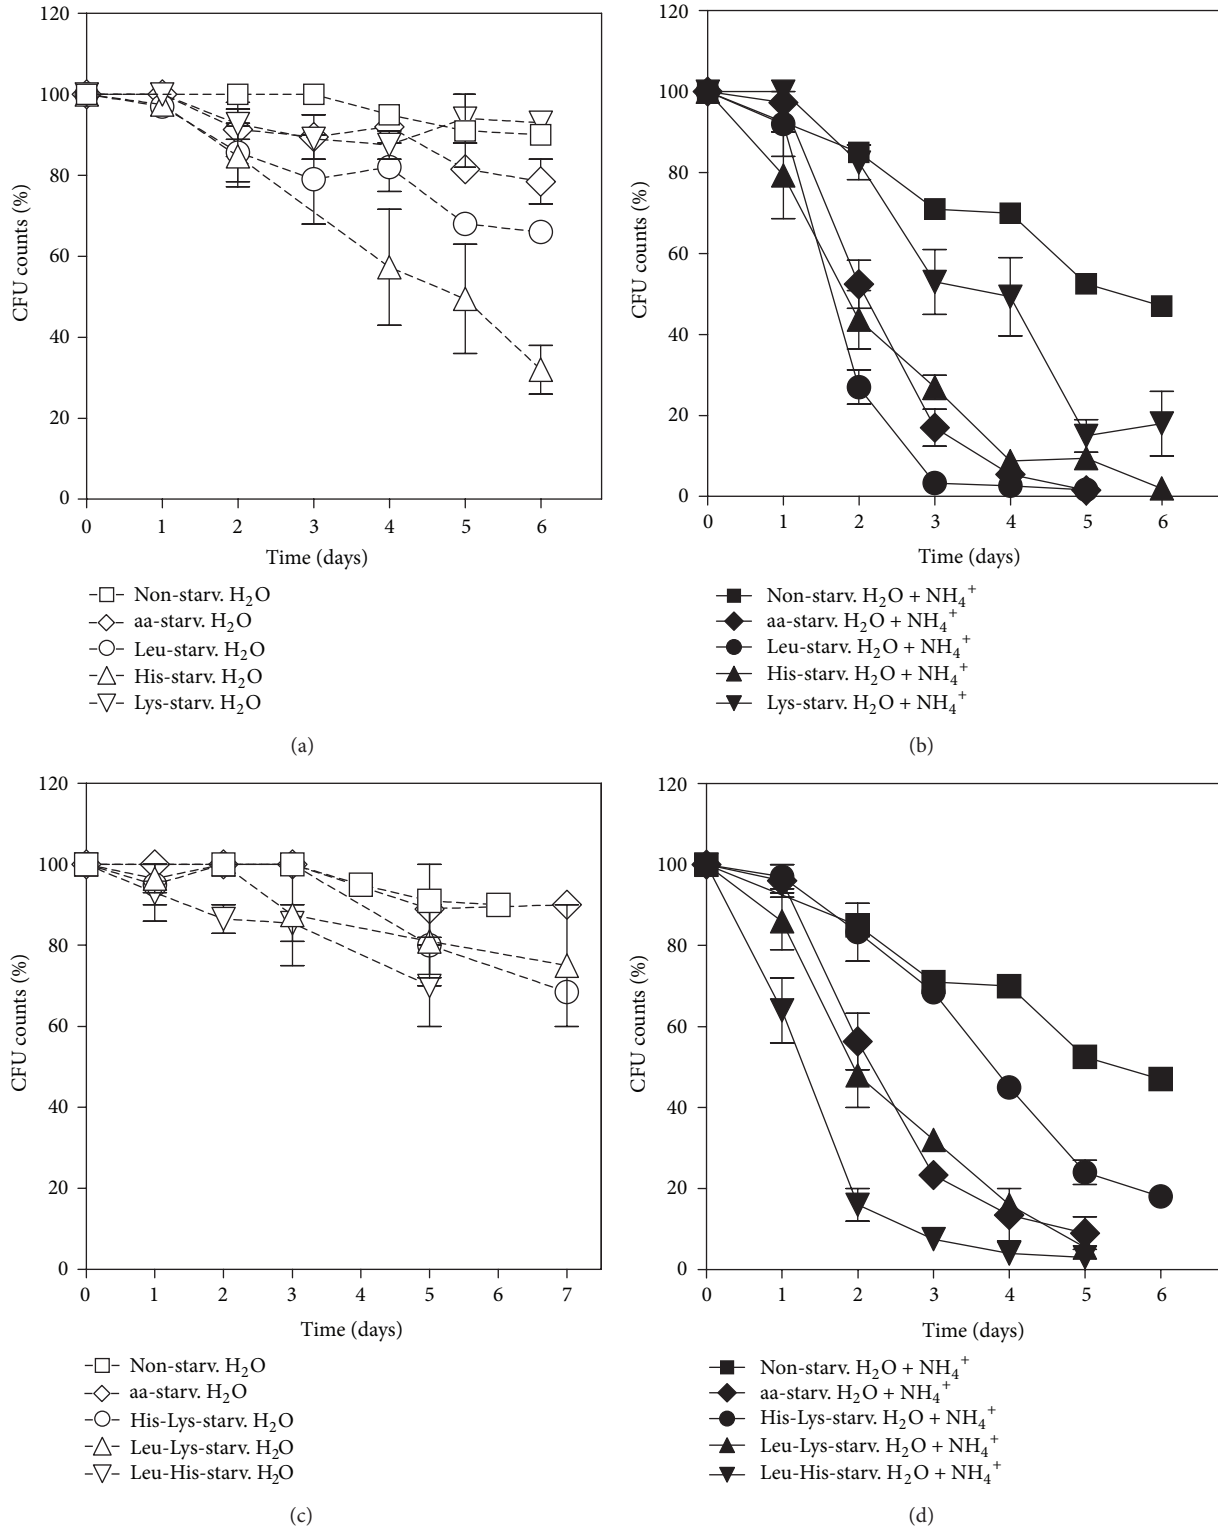 120
100
80
60
40
20
0
CFU counts (%)
0 1 2 3 4 5 6
Time (days)
Non-starv. H₂O
aa-starv. H₂O
Leu-starv. H₂O
His-starv. H₂O
Lys-starv. H₂O
(a)
120
100
80
60
40
20
0
CFU counts (%)
0 1 2 3 4 5 6
Time (days)
Non-starv. H₂O + NH₄⁺
aa-starv. H₂O + NH₄⁺
Leu-starv. H₂O + NH₄⁺
His-starv. H₂O + NH₄⁺
Lys-starv. H₂O + NH₄⁺
(b)
120
100
80
60
40
20
0
CFU counts (%)
0 1 2 3 4 5 6 7
Time (days)
Non-starv. H₂O
aa-starv. H₂O
His-Lys-starv. H₂O
Leu-Lys-starv. H₂O
Leu-His-starv. H₂O
(c)
120
100
80
60
40
20
0
CFU counts (%)
0 1 2 3 4 5 6
Time (days)
Non-starv. H₂O + NH₄⁺
aa-starv. H₂O + NH₄⁺
His-Lys-starv. H₂O + NH₄⁺
Leu-Lys-starv. H₂O + NH₄⁺
Leu-His-starv. H₂O + NH₄⁺
(d)